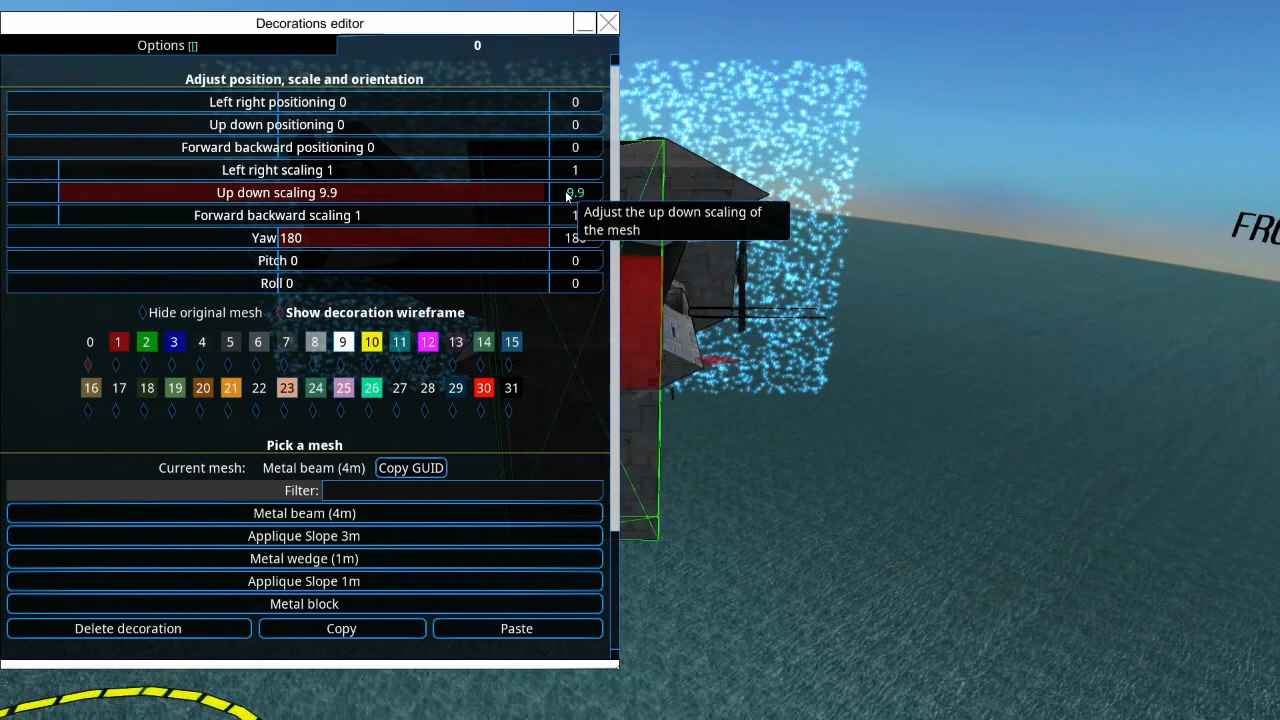 Decorations editor
Options []
0
Adjust position, scale and orientation
Left right positioning 0
0
Up down positioning 0
0
Forward backward positioning 0
0
Left right scaling 1
1
Up down scaling 9.9
9.9
Forward backward scaling 1
1
Adjust the up down scaling of
the mesh
Yaw 180
180
Pitch 0
0
Roll 0
0
Hide original mesh Show decoration wireframe
0 1 2 3 4 5 6 7 8 9 10 11 12 13 14 15
16 17 18 19 20 21 22 23 24 25 26 27 28 29 30 31
Pick a mesh
Current mesh: Metal beam (4m) Copy GUID
Filter:
Metal beam (4m)
Applique Slope 3m
Metal wedge (1m)
Applique Slope 1m
Metal block
Delete decoration Copy Paste